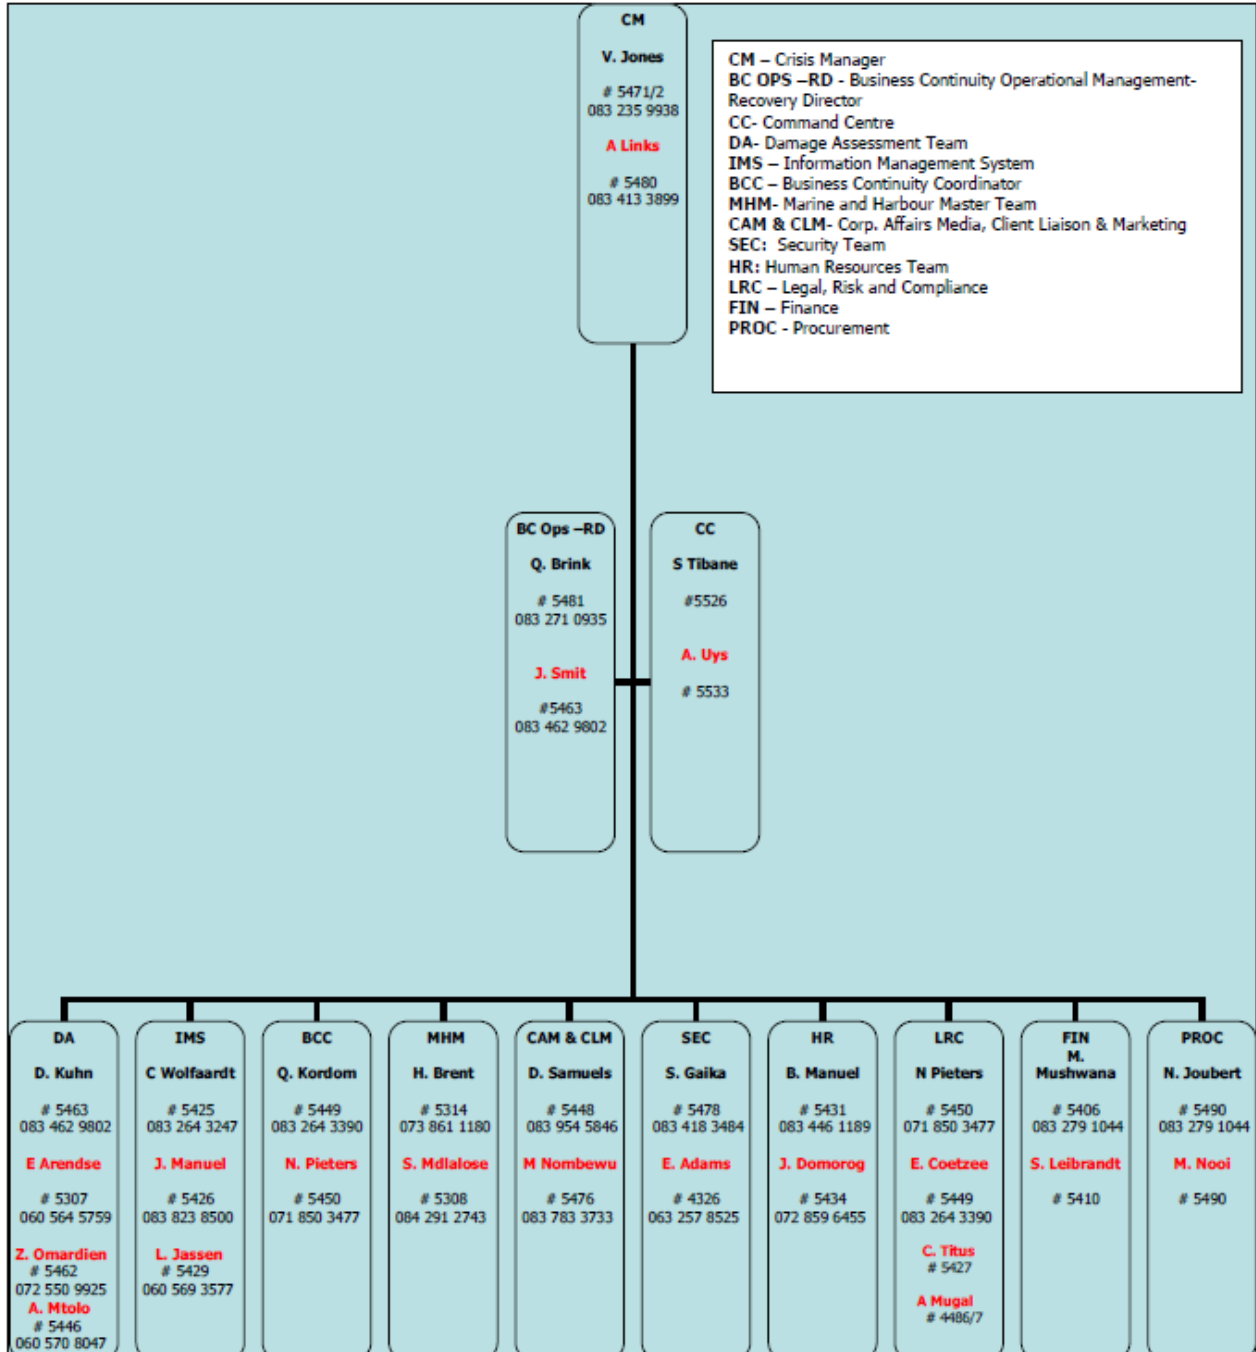 CM
V. Jones
# 5471/2
083 235 9938
A Links
# 5480
083 413 3899
CM – Crisis Manager
BC OPS –RD - Business Continuity Operational Management-
Recovery Director
CC- Command Centre
DA- Damage Assessment Team
IMS – Information Management System
BCC – Business Continuity Coordinator
MHM- Marine and Harbour Master Team
CAM & CLM- Corp. Affairs Media, Client Liaison & Marketing
SEC: Security Team
HR: Human Resources Team
LRC – Legal, Risk and Compliance
FIN – Finance
PROC - Procurement
BC Ops –RD
Q. Brink
# 5481
083 271 0935
J. Smit
#5463
083 462 9802
CC
S Tibane
#5526
A. Uys
# 5533
DA
D. Kuhn
# 5463
083 462 9802
E Arendse
# 5307
060 564 5759
Z. Omardien
# 5462
072 550 9925
A. Mtolo
# 5446
060 570 8047
IMS
C Wolfaardt
# 5425
083 264 3247
J. Manuel
# 5426
083 823 8500
L. Jassen
# 5429
060 569 3577
BCC
Q. Kordom
# 5449
083 264 3390
N. Pieters
# 5450
071 850 3477
MHM
H. Brent
# 5314
073 861 1180
S. Mdlalose
# 5308
084 291 2743
CAM & CLM
D. Samuels
# 5448
083 954 5846
M Nombewu
# 5476
083 783 3733
SEC
S. Gaika
# 5478
083 418 3484
E. Adams
# 4326
063 257 8525
HR
B. Manuel
# 5431
083 446 1189
J. Domorog
# 5434
072 859 6455
LRC
N Pieters
# 5450
071 850 3477
E. Coetzee
# 5449
083 264 3390
C. Titus
# 5427
A Mugal
# 4486/7
FIN
M.
Mushwana
# 5406
083 279 1044
S. Leibrandt
# 5410
PROC
N. Joubert
# 5490
083 279 1044
M. Nooi
# 5490